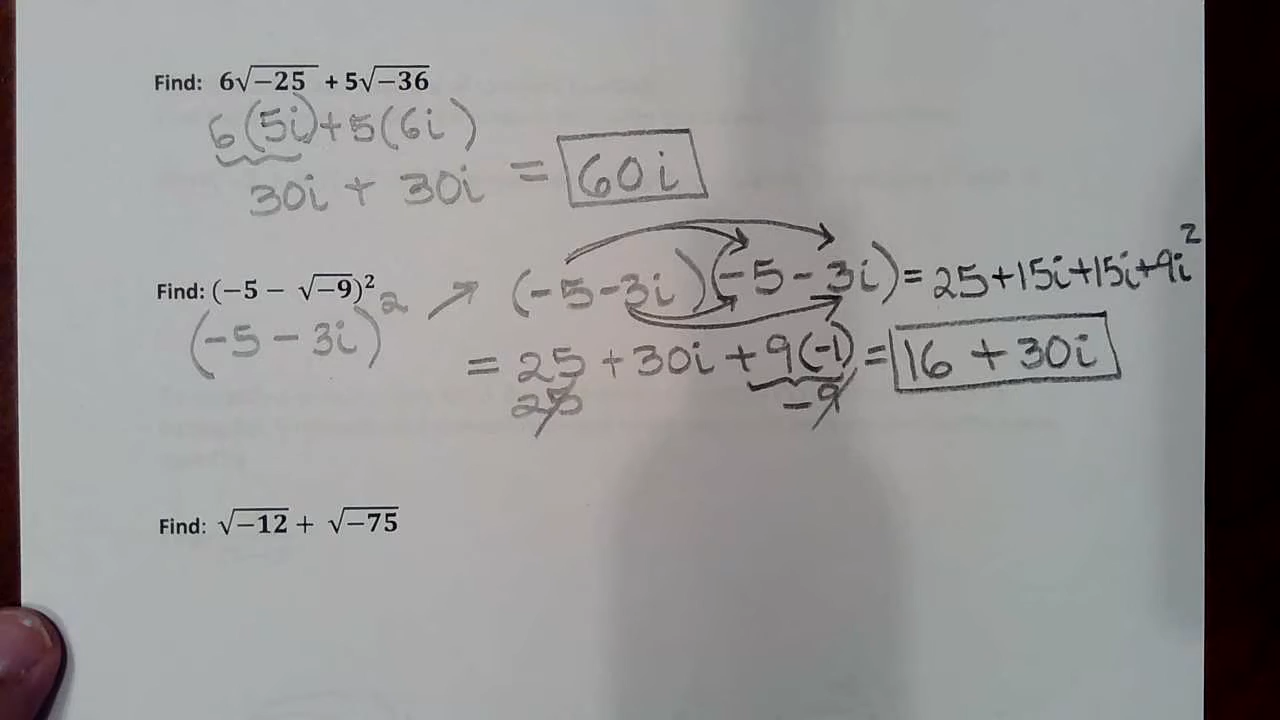 Find: 6√−25 + 5√−36
6(5i)+5(6i)
30i + 30i = 60i
Find: (−5 − √−9)²
(-5-3i)² → (-5-3i)(-5-3i)=25+15i+15i+9i²
= 25 + 30i + 9(-1) = 16 + 30i
25 -9
Find: √−12 + √−75